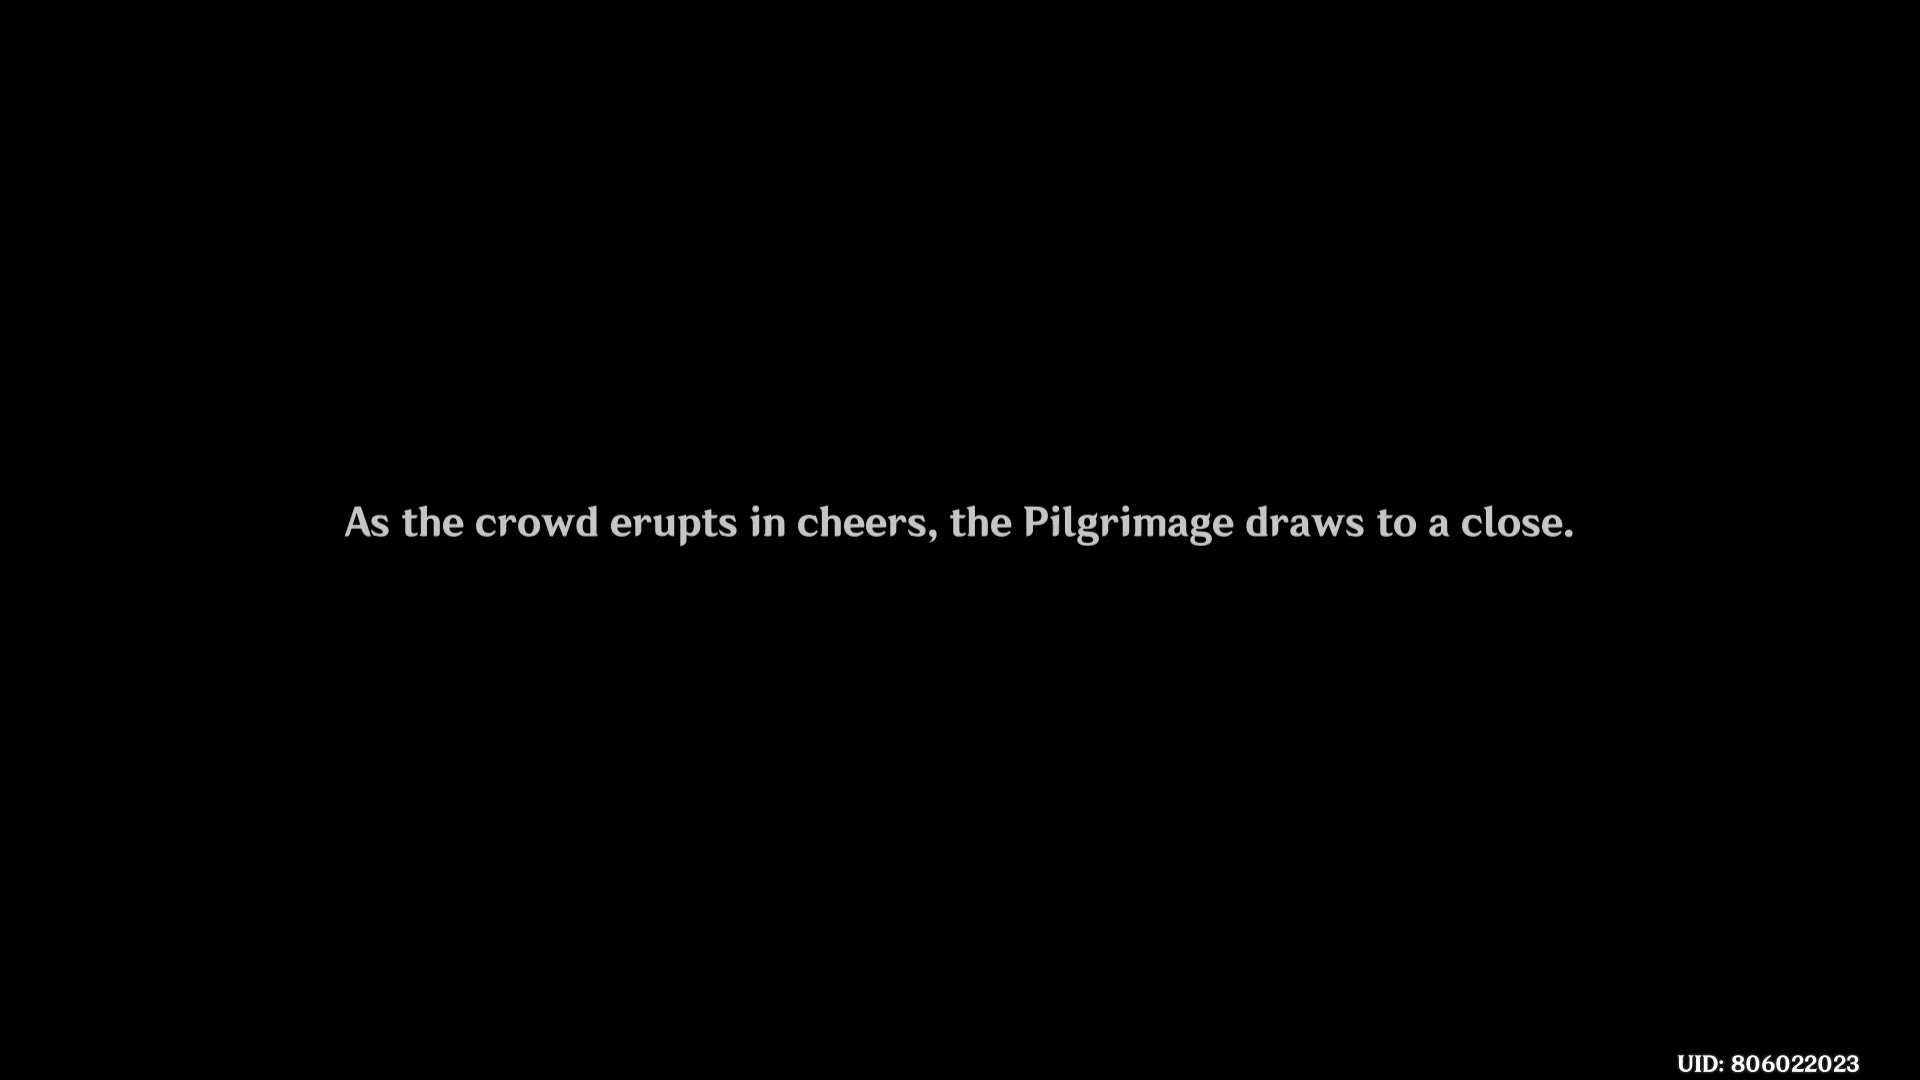 As the crowd erupts in cheers, the Pilgrimage draws to a close.
UID: 806022023